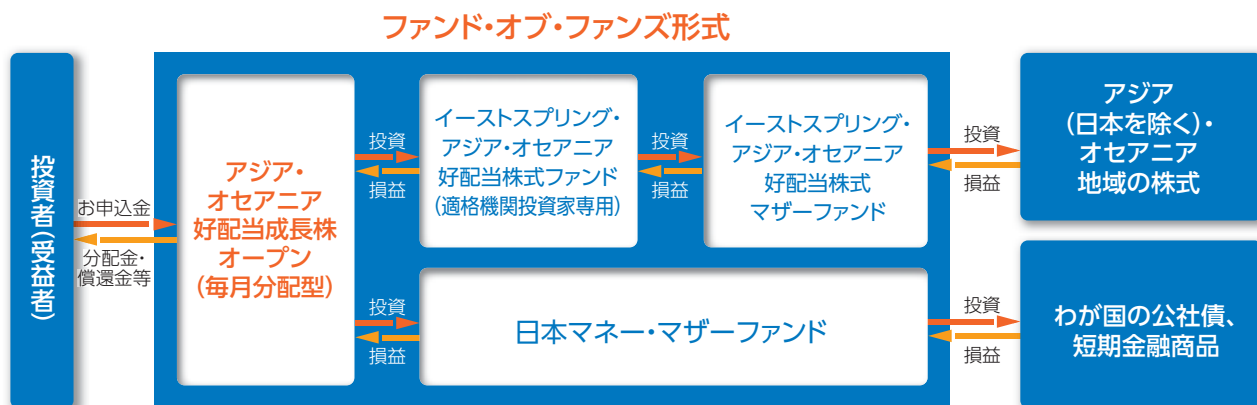 ファンド・オブ・ファンズ形式
投資者(受益者)
お申込金
分配金・
償還金等
アジア・
オセアニア
好配当成長株
オープン
(毎月分配型)
投資
損益
イーストスプリング・
アジア・オセアニア
好配当株式ファンド
(適格機関投資家専用)
投資
損益
イーストスプリング・
アジア・オセアニア
好配当株式
マザーファンド
投資
損益
アジア
(日本を除く)・
オセアニア
地域の株式
投資
損益
日本マネー・マザーファンド
投資
損益
わが国の公社債、
短期金融商品